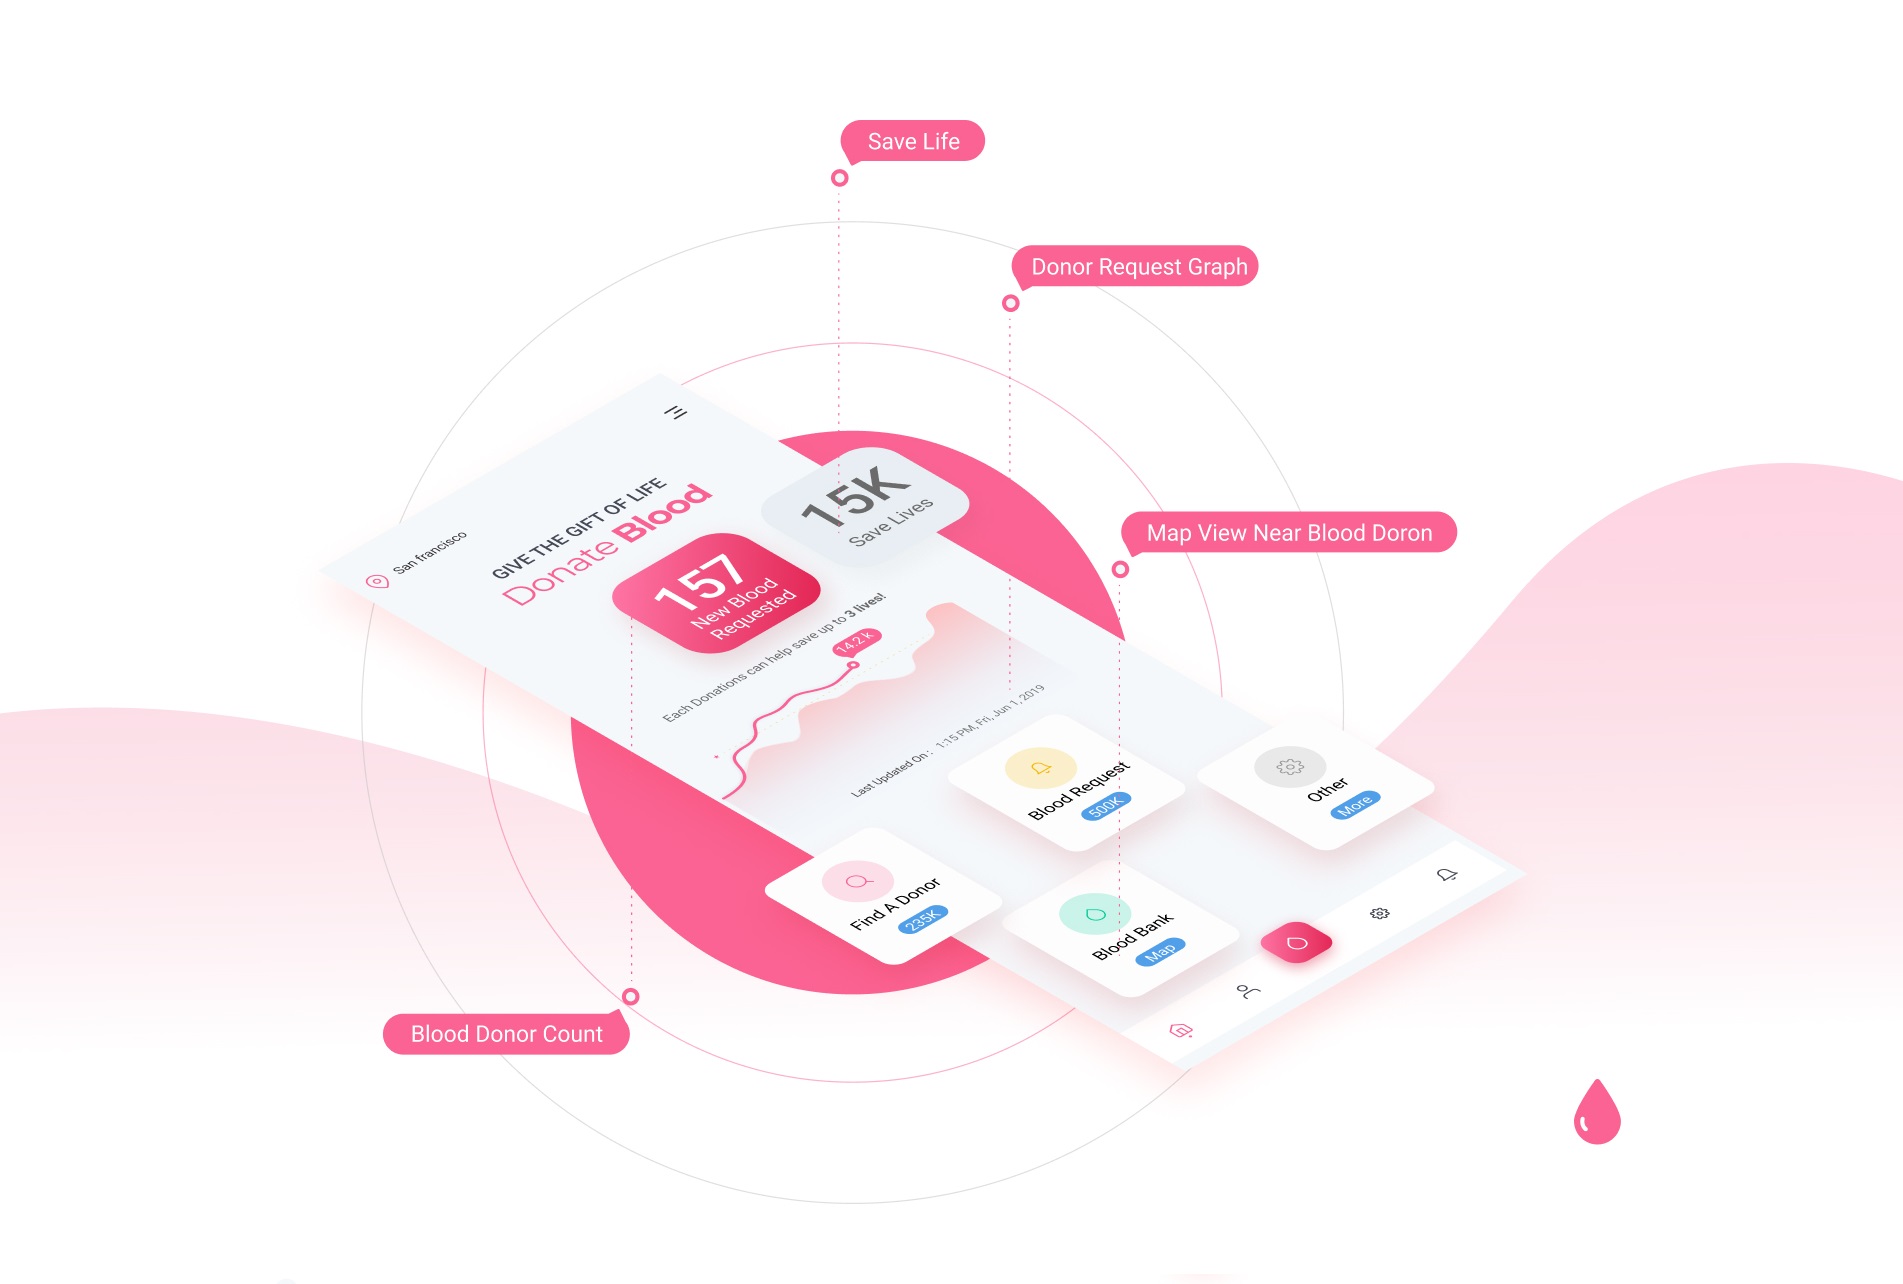 Save Life
Donor Request Graph
Map View Near Blood Doron
Blood Donor Count
San francisco
GIVE THE GIFT OF LIFE
Donate Blood
157
New Blood
Requested
15K
Save Lives
Each Donations can help save up to 3 lives!
14.2 k
Last Updated On : 1:15 PM, Fri, Jun 1, 2019
Find A Donor
235K
Blood Request
500K
Blood Bank
Map
Other
More